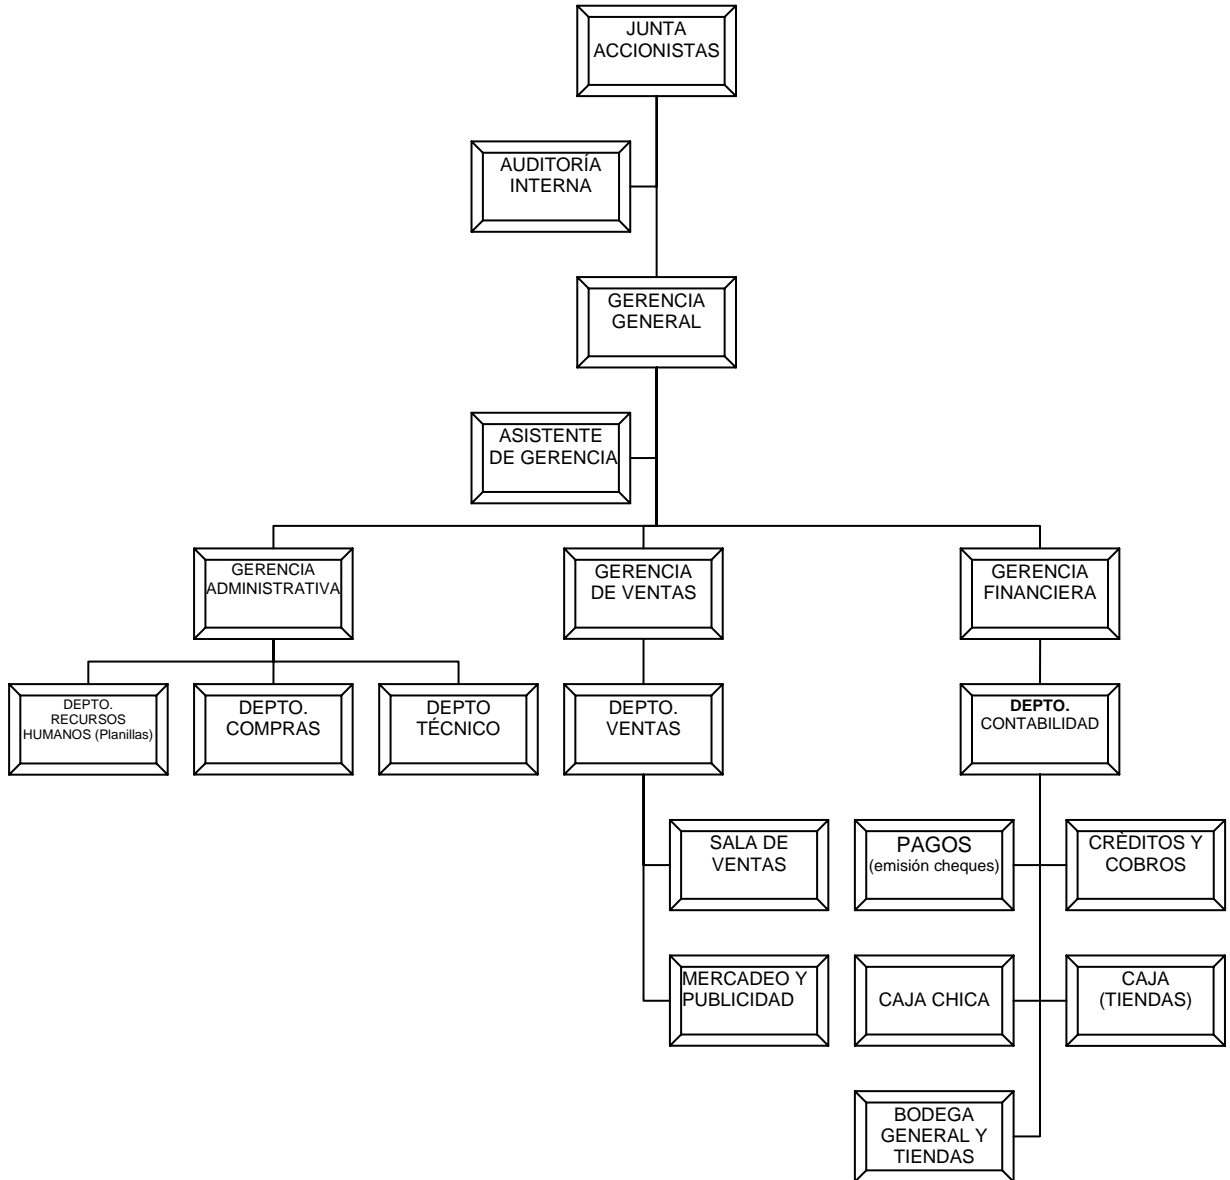 JUNTA
ACCIONISTAS
AUDITORÍA
INTERNA
GERENCIA
GENERAL
ASISTENTE
DE GERENCIA
GERENCIA
ADMINISTRATIVA
GERENCIA
DE VENTAS
GERENCIA
FINANCIERA
DEPTO.
RECURSOS
HUMANOS (Planillas)
DEPTO.
COMPRAS
DEPTO
TÉCNICO
DEPTO.
VENTAS
DEPTO.
CONTABILIDAD
SALA DE
VENTAS
PAGOS
(emisión cheques)
CRÈDITOS Y
COBROS
MERCADEO Y
PUBLICIDAD
CAJA CHICA
CAJA
(TIENDAS)
BODEGA
GENERAL Y
TIENDAS